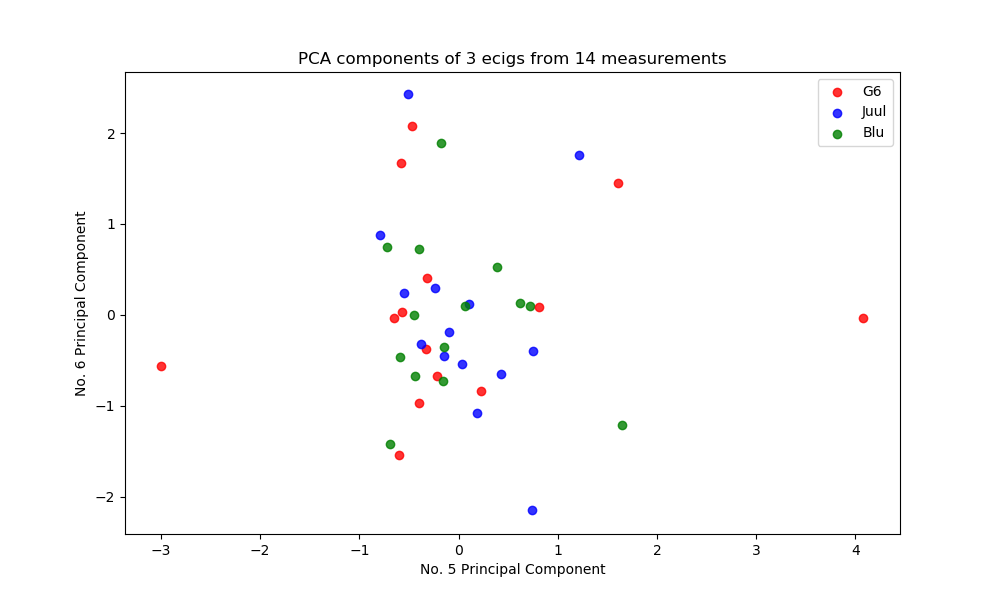 PCA components of 3 ecigs from 14 measurements
G6
Juul
Blu
2
1
0
−1
−2
No. 6 Principal Component
−3
−2
−1
0
1
2
3
4
No. 5 Principal Component